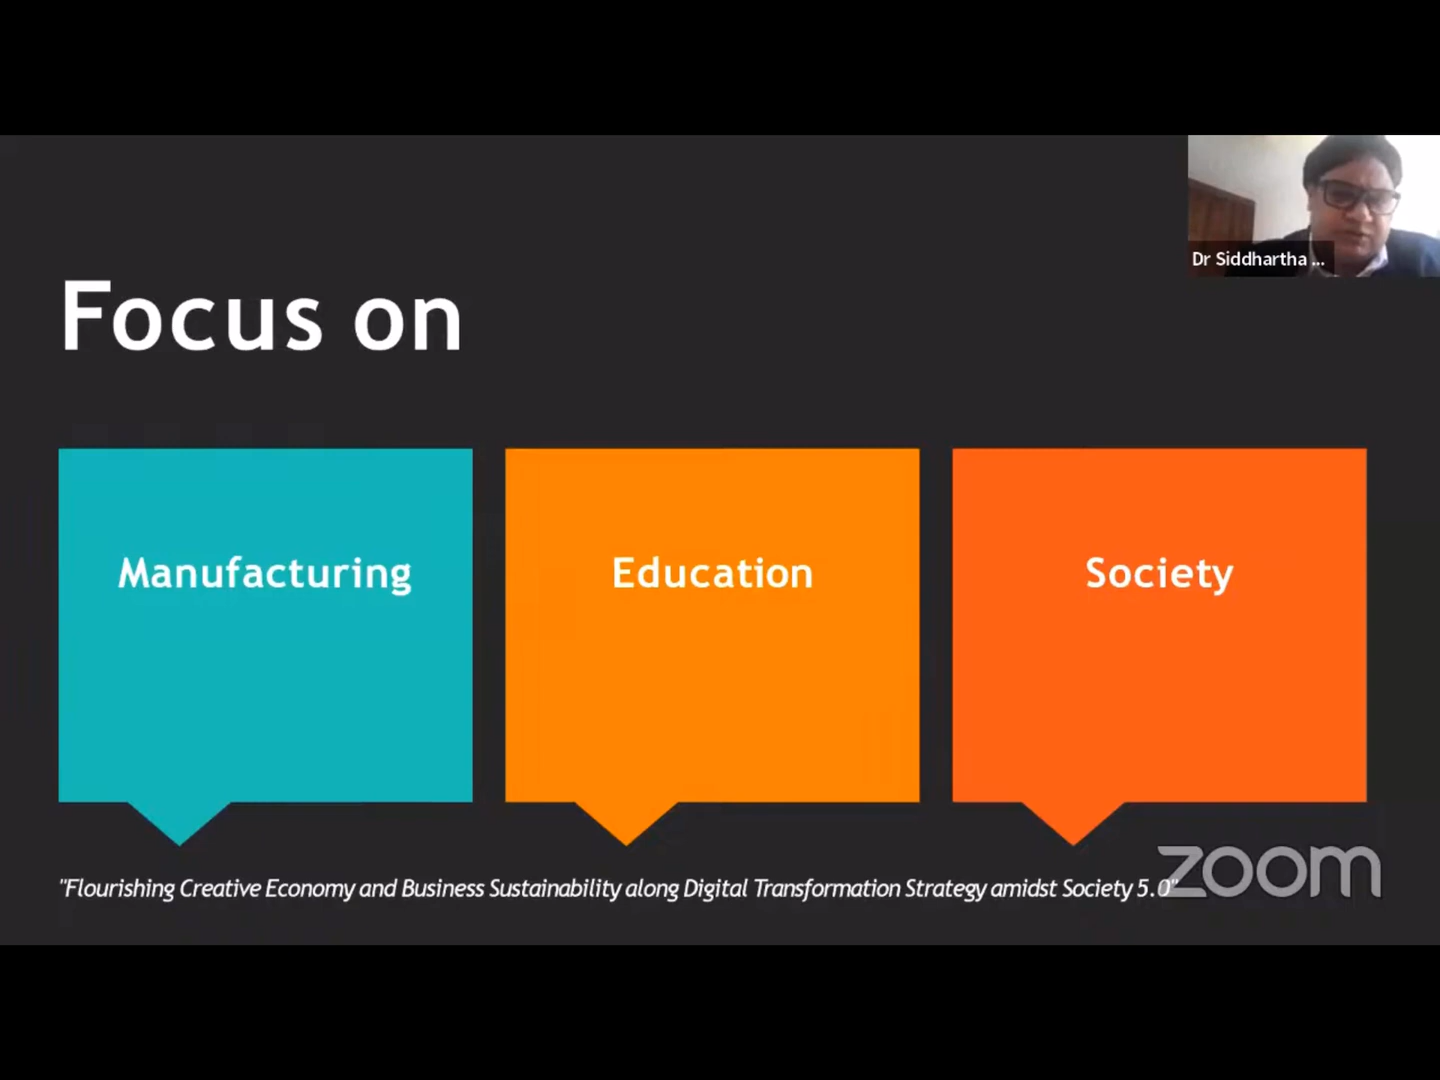 Dr Siddhartha ...
Focus on
Manufacturing
Education
Society
"Flourishing Creative Economy and Business Sustainability along Digital Transformation Strategy amidst Society 5.0"
zoom